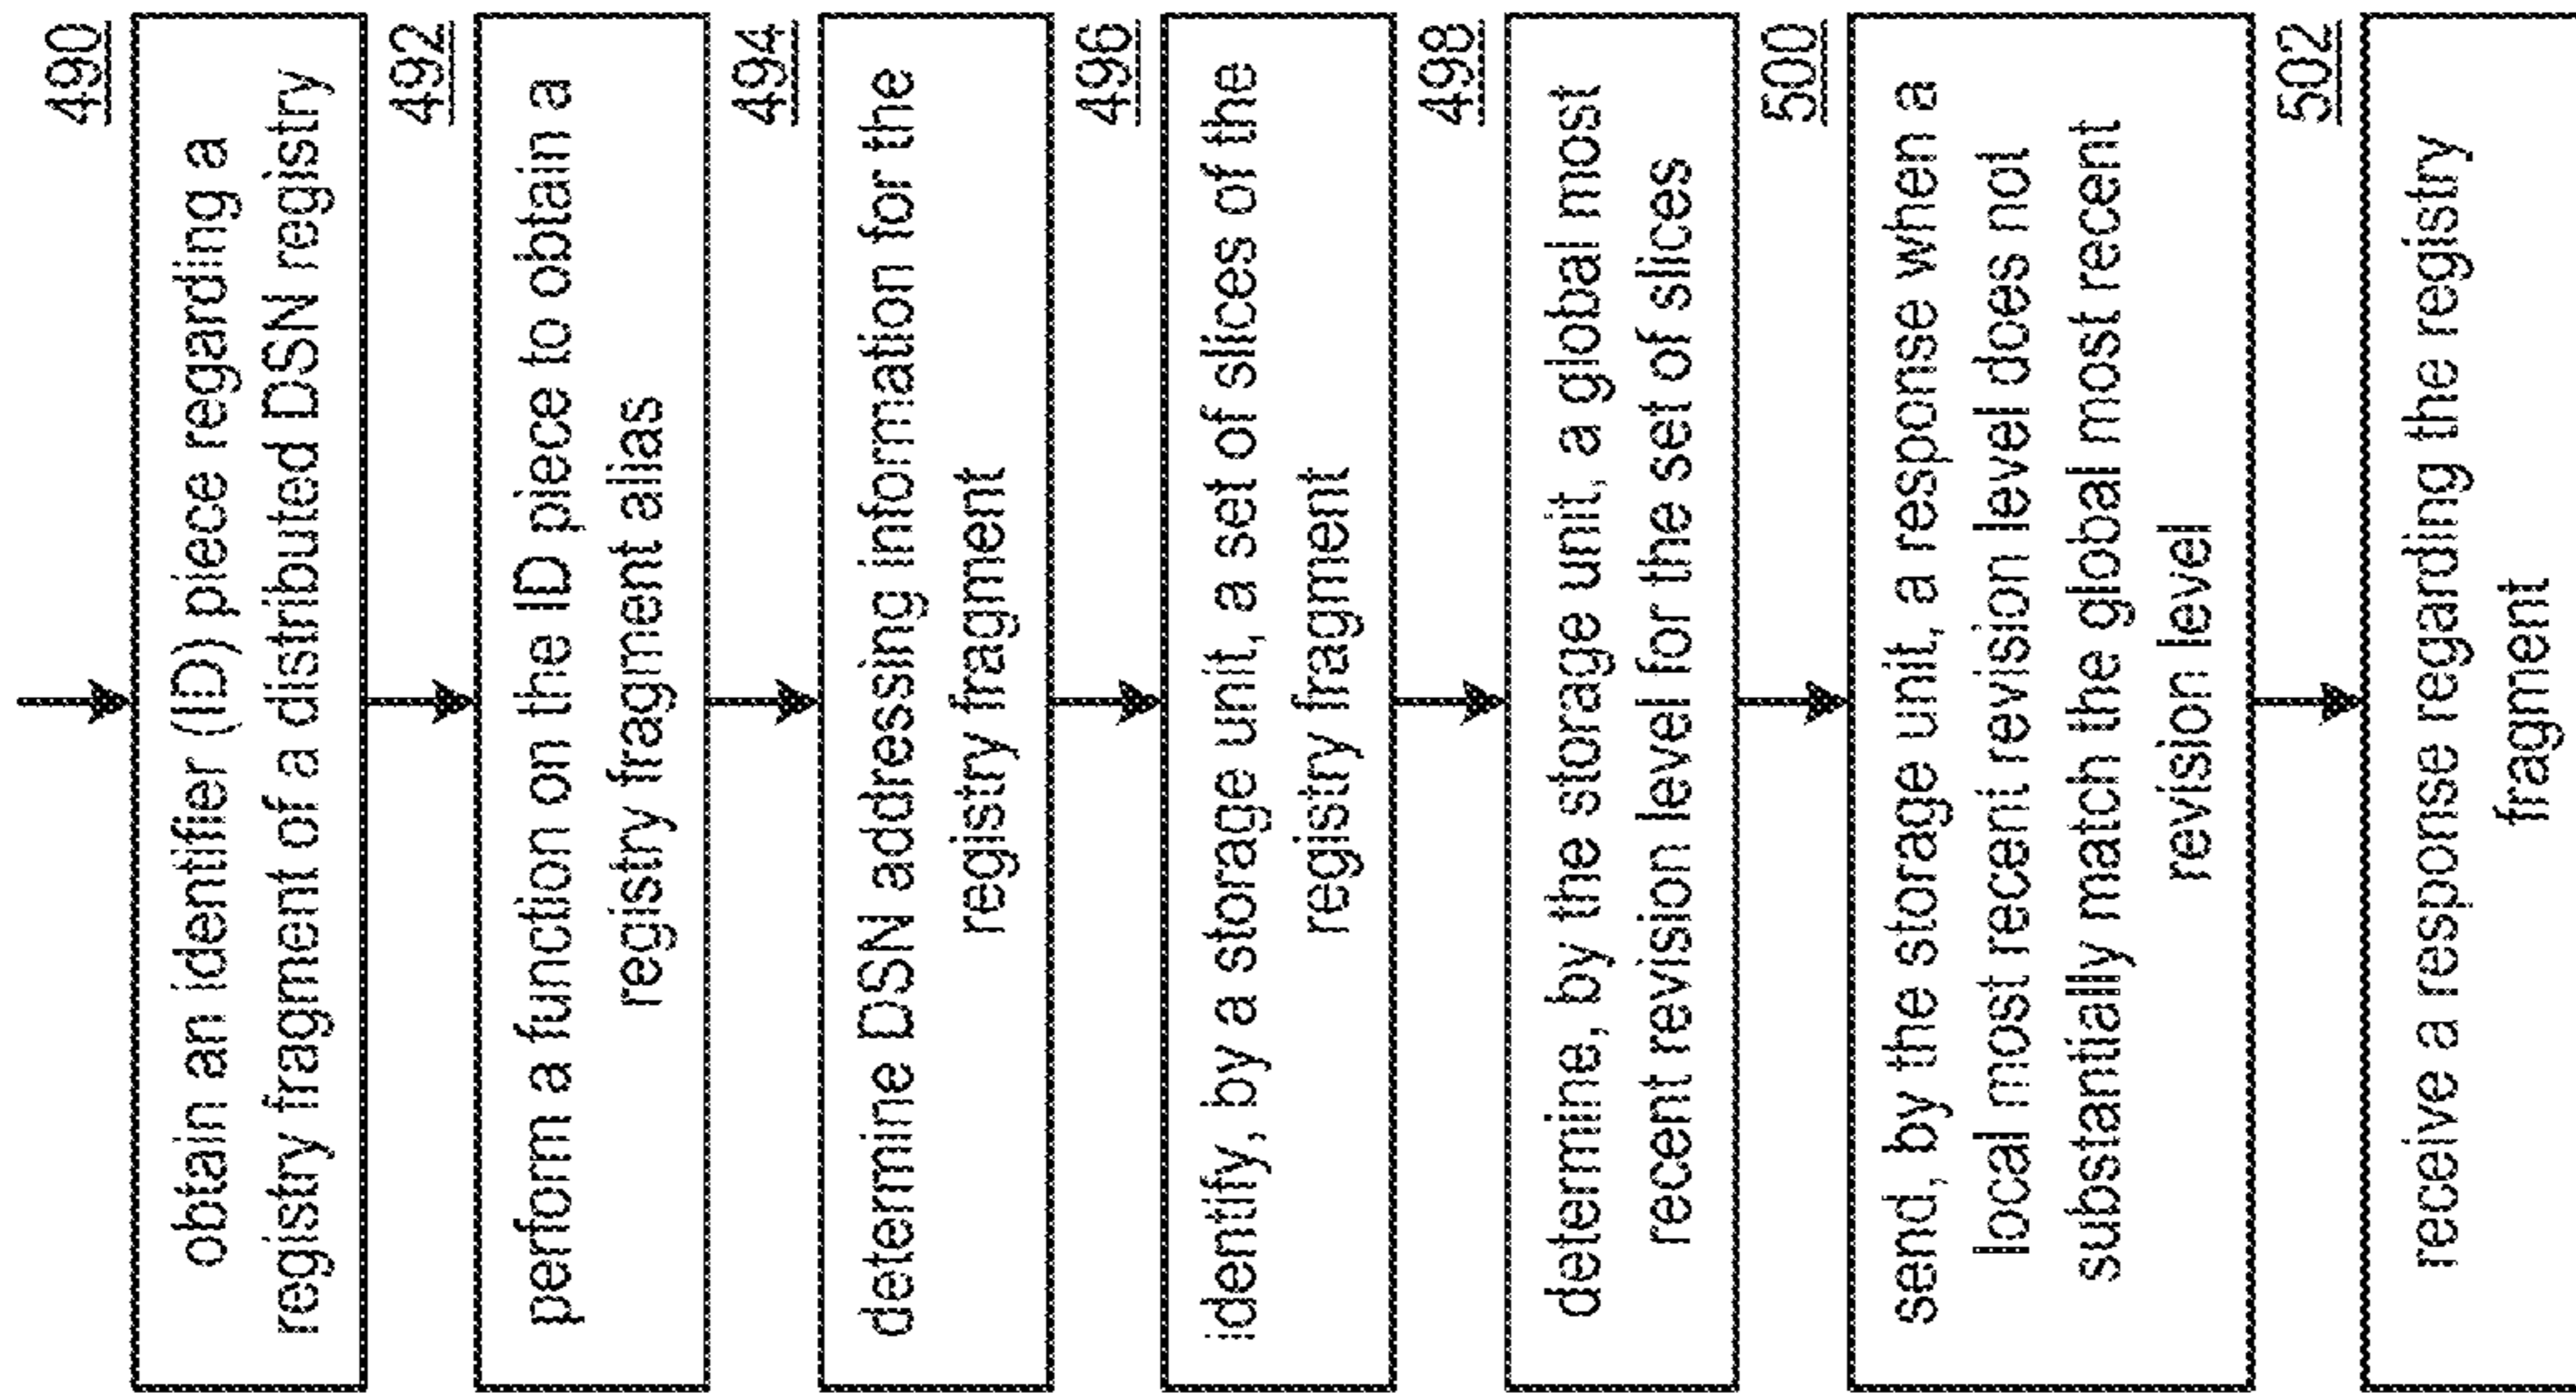 490
obtain an identifier (ID) piece regarding a
registry fragment of a distributed DSN registry
492
perform a function on the ID piece to obtain a
registry fragment alias
494
determine DSN addressing information for the
registry fragment
496
identify, by a storage unit, a set of slices of the
registry fragment
498
determine, by the storage unit, a global most
recent revision level for the set of slices
500
send, by the storage unit, a response when a
local most recent revision level does not
substantially match the global most recent
revision level
502
receive a response regarding the registry
fragment